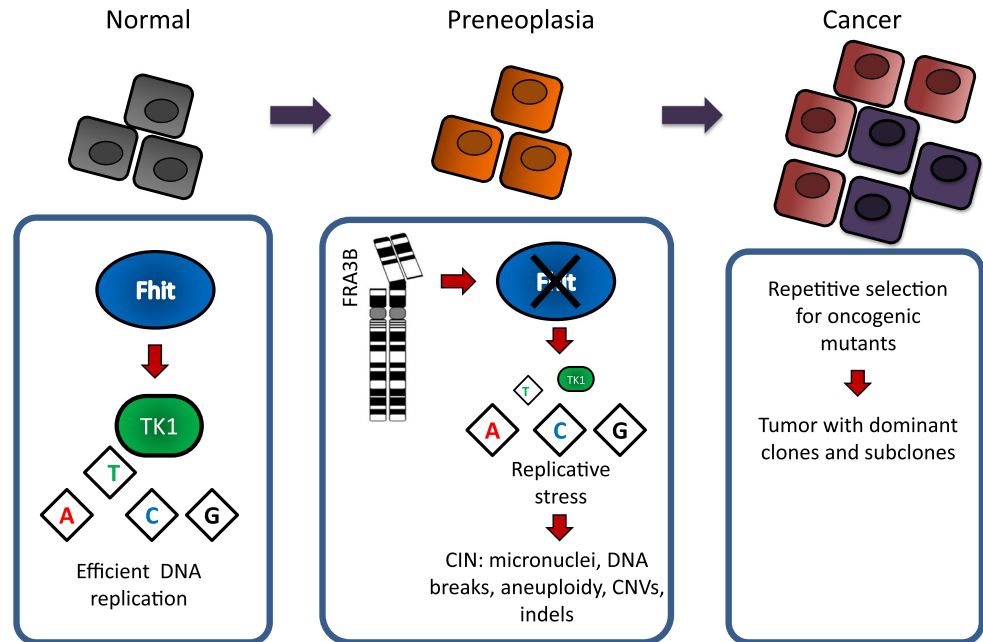 Normal
Preneoplasia
Cancer
Fhit
TK1
T
A
C
G
Efficient DNA
replication
FRA3B
Fhit
TK1
T
A
C
G
Replicative
stress
CIN: micronuclei, DNA
breaks, aneuploidy, CNVs,
indels
Repetitive selection
for oncogenic
mutants
Tumor with dominant
clones and subclones